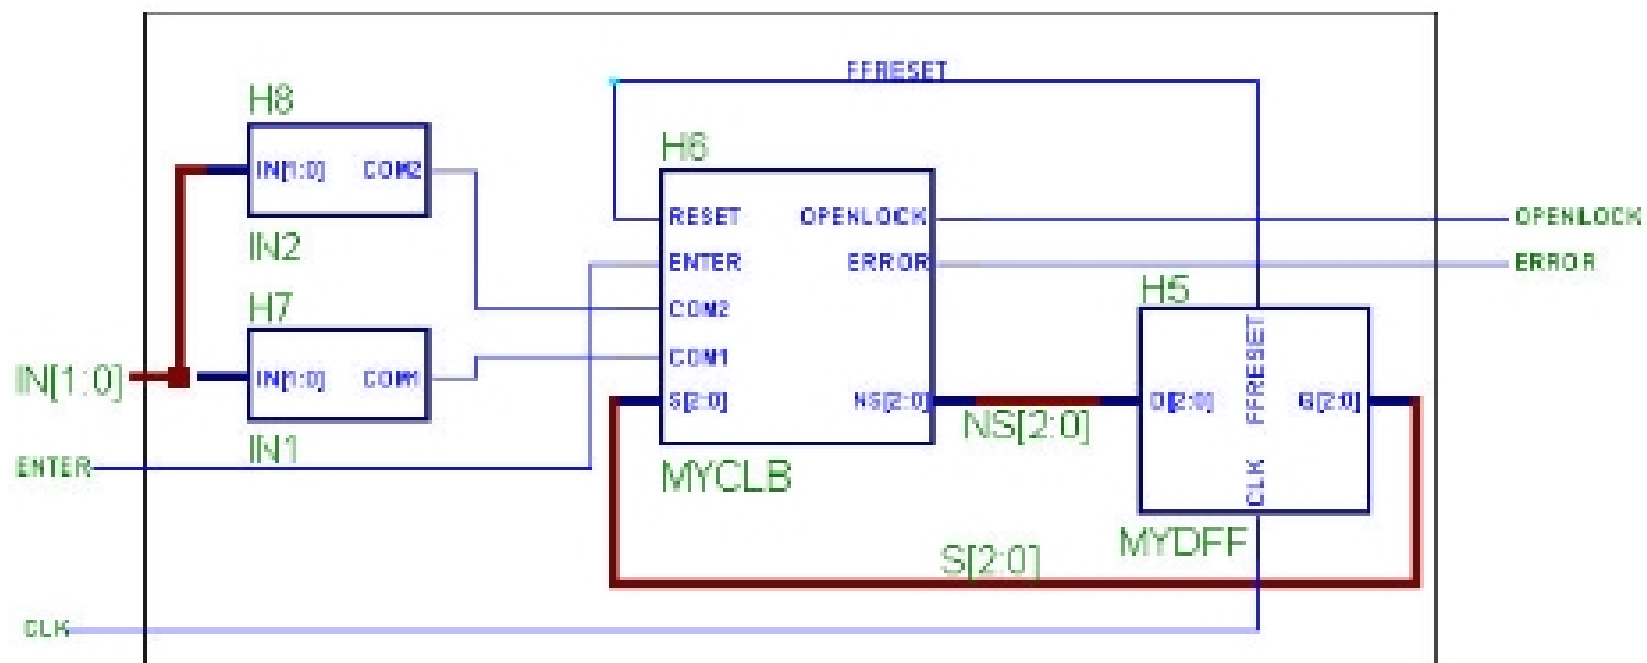 FFRESET
H8
IN[1:0] COM2
IN2
H6
RESET OPENLOCK
ENTER ERROR
COM2
COM1
S[2:0] NS[2:0]
MYCLB
OPENLOCK
ERROR
H7
IN[1:0] COM1
IN1
IN[1:0]
ENTER
CLK
NS[2:0]
H5
FFRESET
D[2:0] Q[2:0]
CLK
MYDFF
S[2:0]